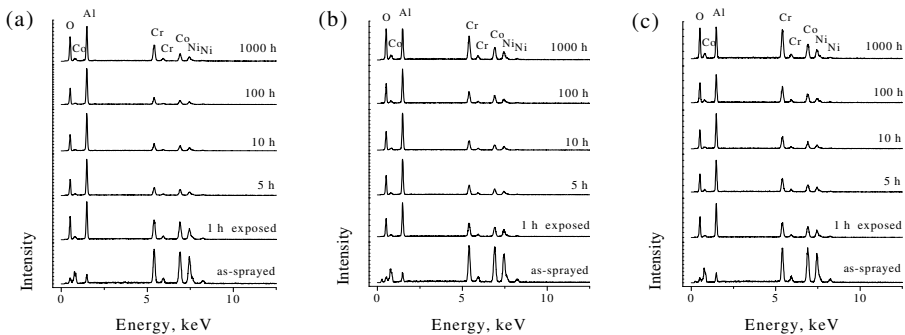 (a)
O
Co
Al
Cr
Cr
Co
Ni Ni
1000 h
100 h
10 h
5 h
1 h exposed
as-sprayed
Intensity
0 5 10
Energy, keV
(b)
O
Co
Al
Cr
Cr
Co
Ni Ni
1000 h
100 h
10 h
5 h
1 h exposed
as-sprayed
Intensity
0 5 10
Energy, keV
(c)
O
Co
Al
Cr
Cr
Co
Ni
Ni
1000 h
100 h
10 h
5 h
1 h exposed
as-sprayed
Intensity
0 5 10
Energy, keV